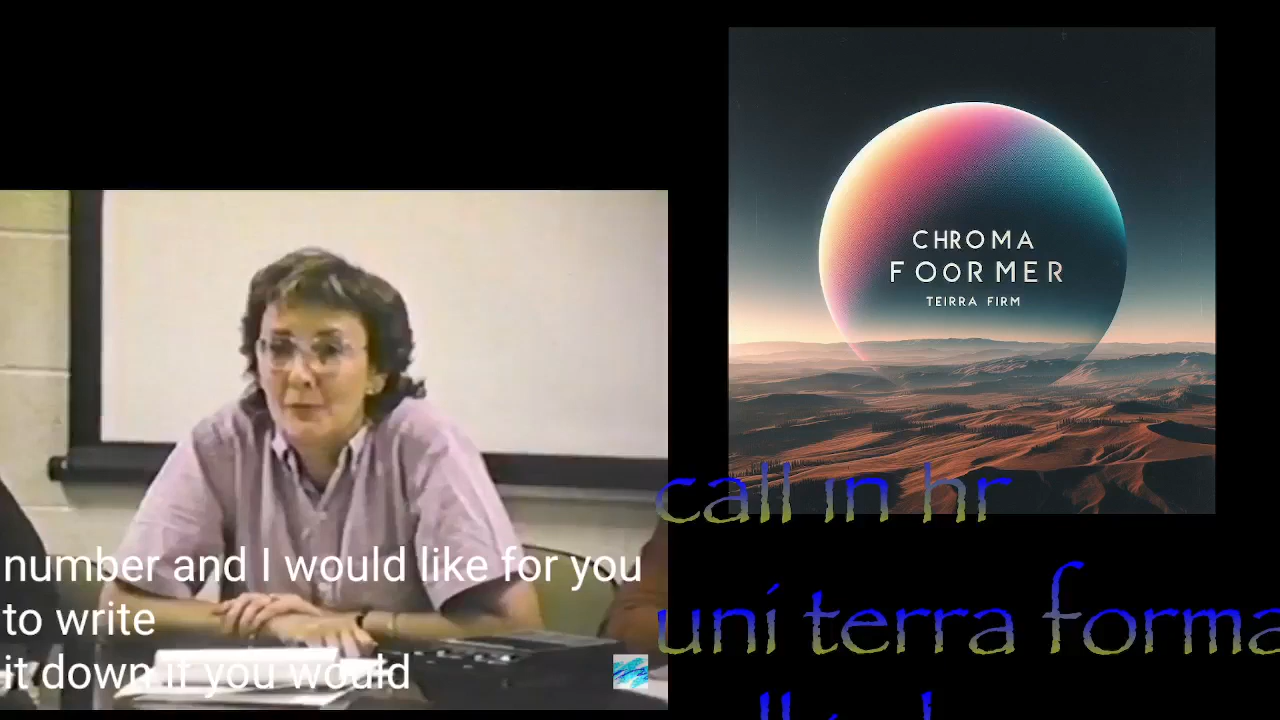 CHROMA
FOORMER
TEIRRA FIRM
call in hr
uni terra forma
number and I would like for you
to write
it down if you would